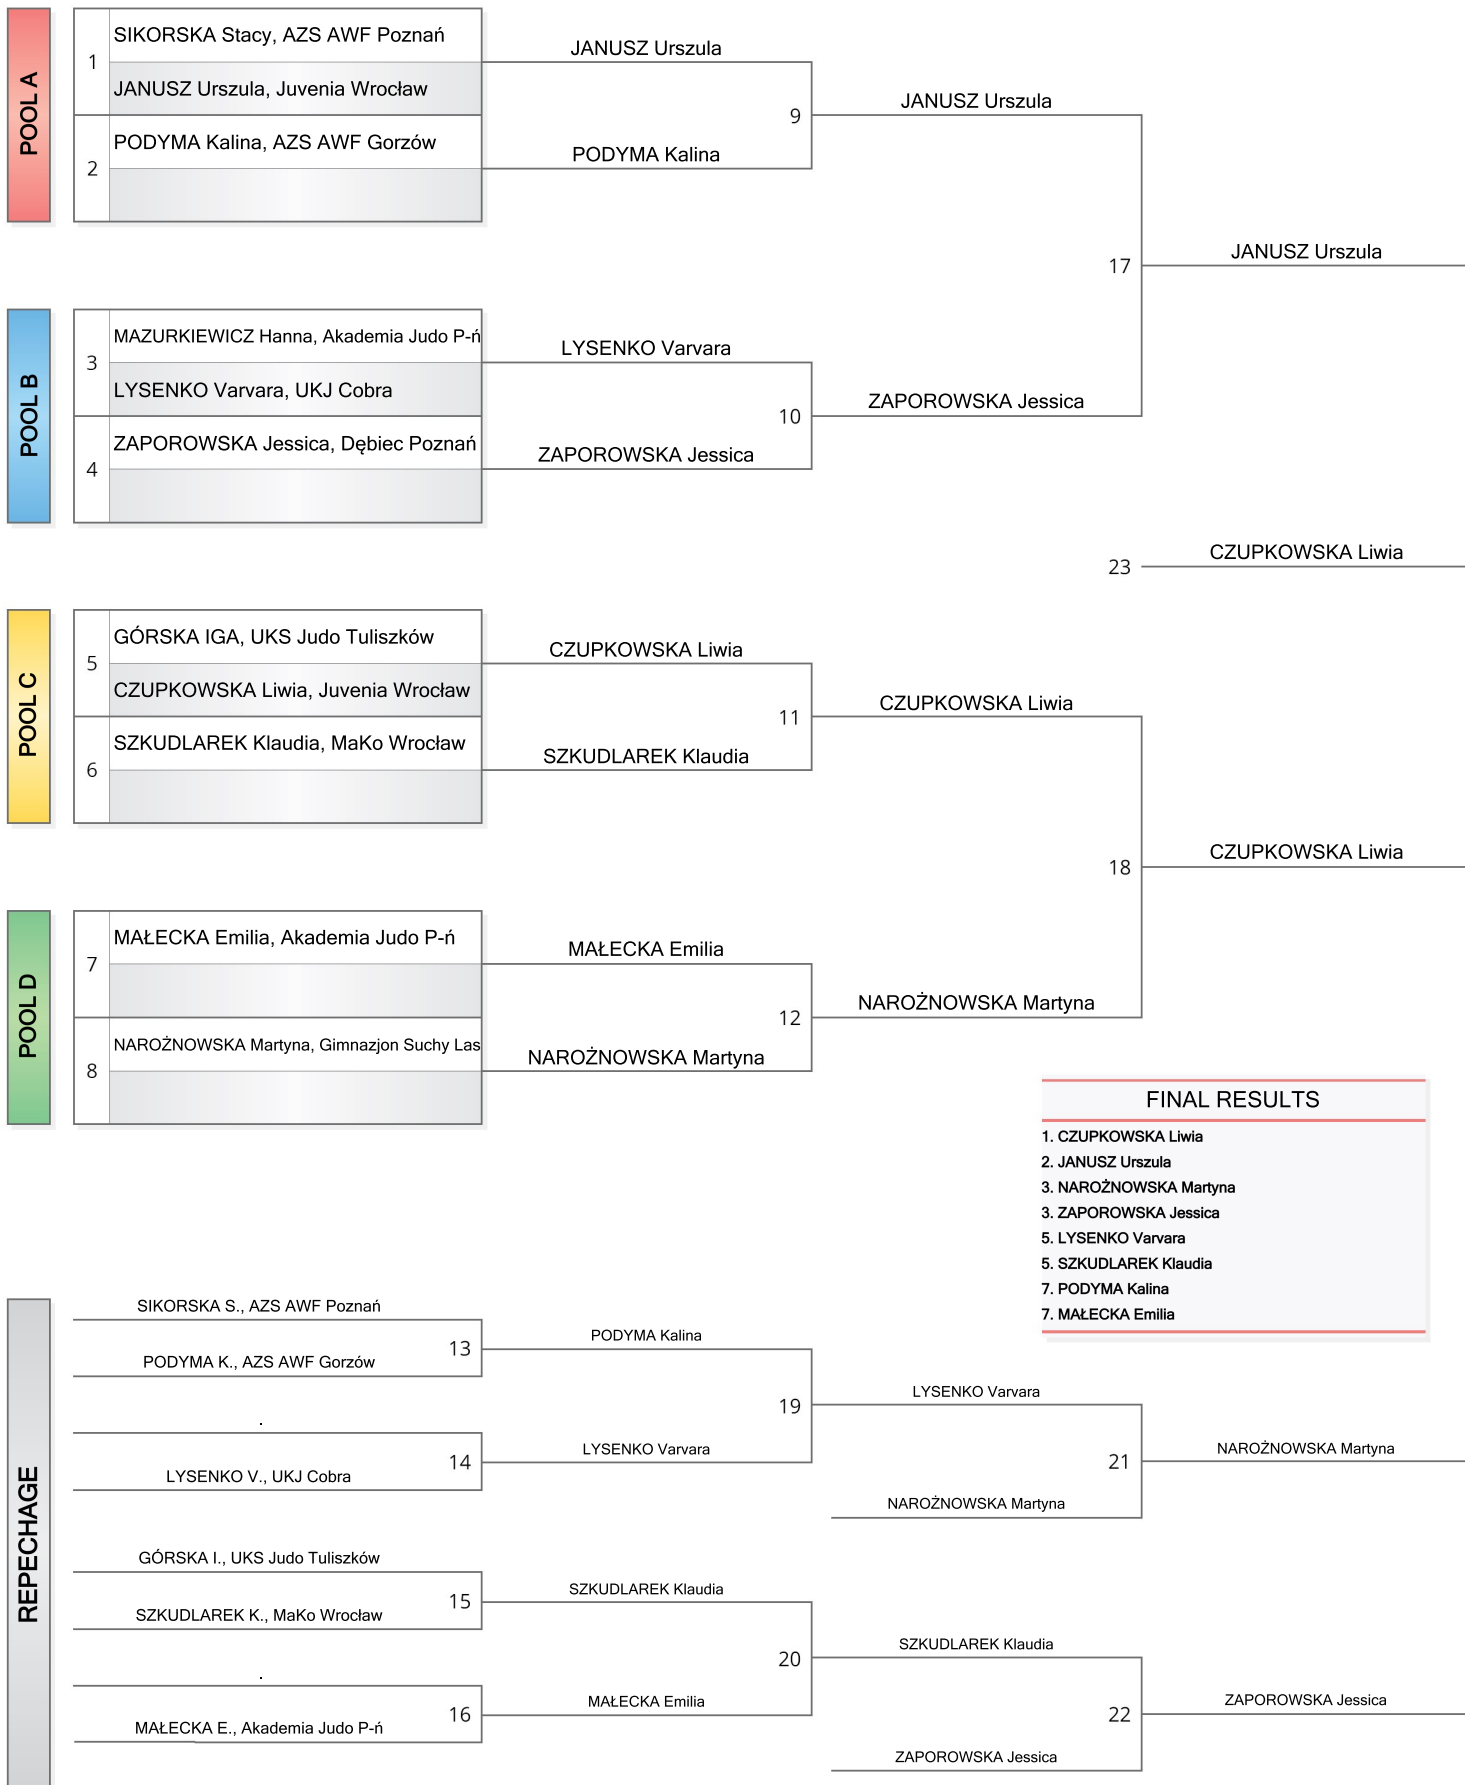 POOL A
1
SIKORSKA Stacy, AZS AWF Poznań
JANUSZ Urszula, Juvenia Wrocław
2
PODYMA Kalina, AZS AWF Gorzów
JANUSZ Urszula
PODYMA Kalina
9
JANUSZ Urszula
17
JANUSZ Urszula
POOL B
3
MAZURKIEWICZ Hanna, Akademia Judo P-ń
LYSENKO Varvara, UKJ Cobra
4
ZAPOROWSKA Jessica, Dębiec Poznań
LYSENKO Varvara
ZAPOROWSKA Jessica
10
ZAPOROWSKA Jessica
23
CZUPKOWSKA Liwia
POOL C
5
GÓRSKA IGA, UKS Judo Tuliszków
CZUPKOWSKA Liwia, Juvenia Wrocław
6
SZKUDLAREK Klaudia, MaKo Wrocław
CZUPKOWSKA Liwia
SZKUDLAREK Klaudia
11
CZUPKOWSKA Liwia
18
CZUPKOWSKA Liwia
POOL D
7
MAŁECKA Emilia, Akademia Judo P-ń
8
NAROŻNOWSKA Martyna, Gimnazjon Suchy Las
MAŁECKA Emilia
NAROŻNOWSKA Martyna
12
NAROŻNOWSKA Martyna
FINAL RESULTS
1. CZUPKOWSKA Liwia
2. JANUSZ Urszula
3. NAROŻNOWSKA Martyna
3. ZAPOROWSKA Jessica
5. LYSENKO Varvara
5. SZKUDLAREK Klaudia
7. PODYMA Kalina
7. MAŁECKA Emilia
REPECHAGE
SIKORSKA S., AZS AWF Poznań
13
PODYMA K., AZS AWF Gorzów
.
14
LYSENKO V., UKJ Cobra
PODYMA Kalina
19
LYSENKO Varvara
LYSENKO Varvara
21
NAROŻNOWSKA Martyna
NAROŻNOWSKA Martyna
GÓRSKA I., UKS Judo Tuliszków
15
SZKUDLAREK K., MaKo Wrocław
.
16
MAŁECKA E., Akademia Judo P-ń
SZKUDLAREK Klaudia
20
MAŁECKA Emilia
SZKUDLAREK Klaudia
22
ZAPOROWSKA Jessica
ZAPOROWSKA Jessica